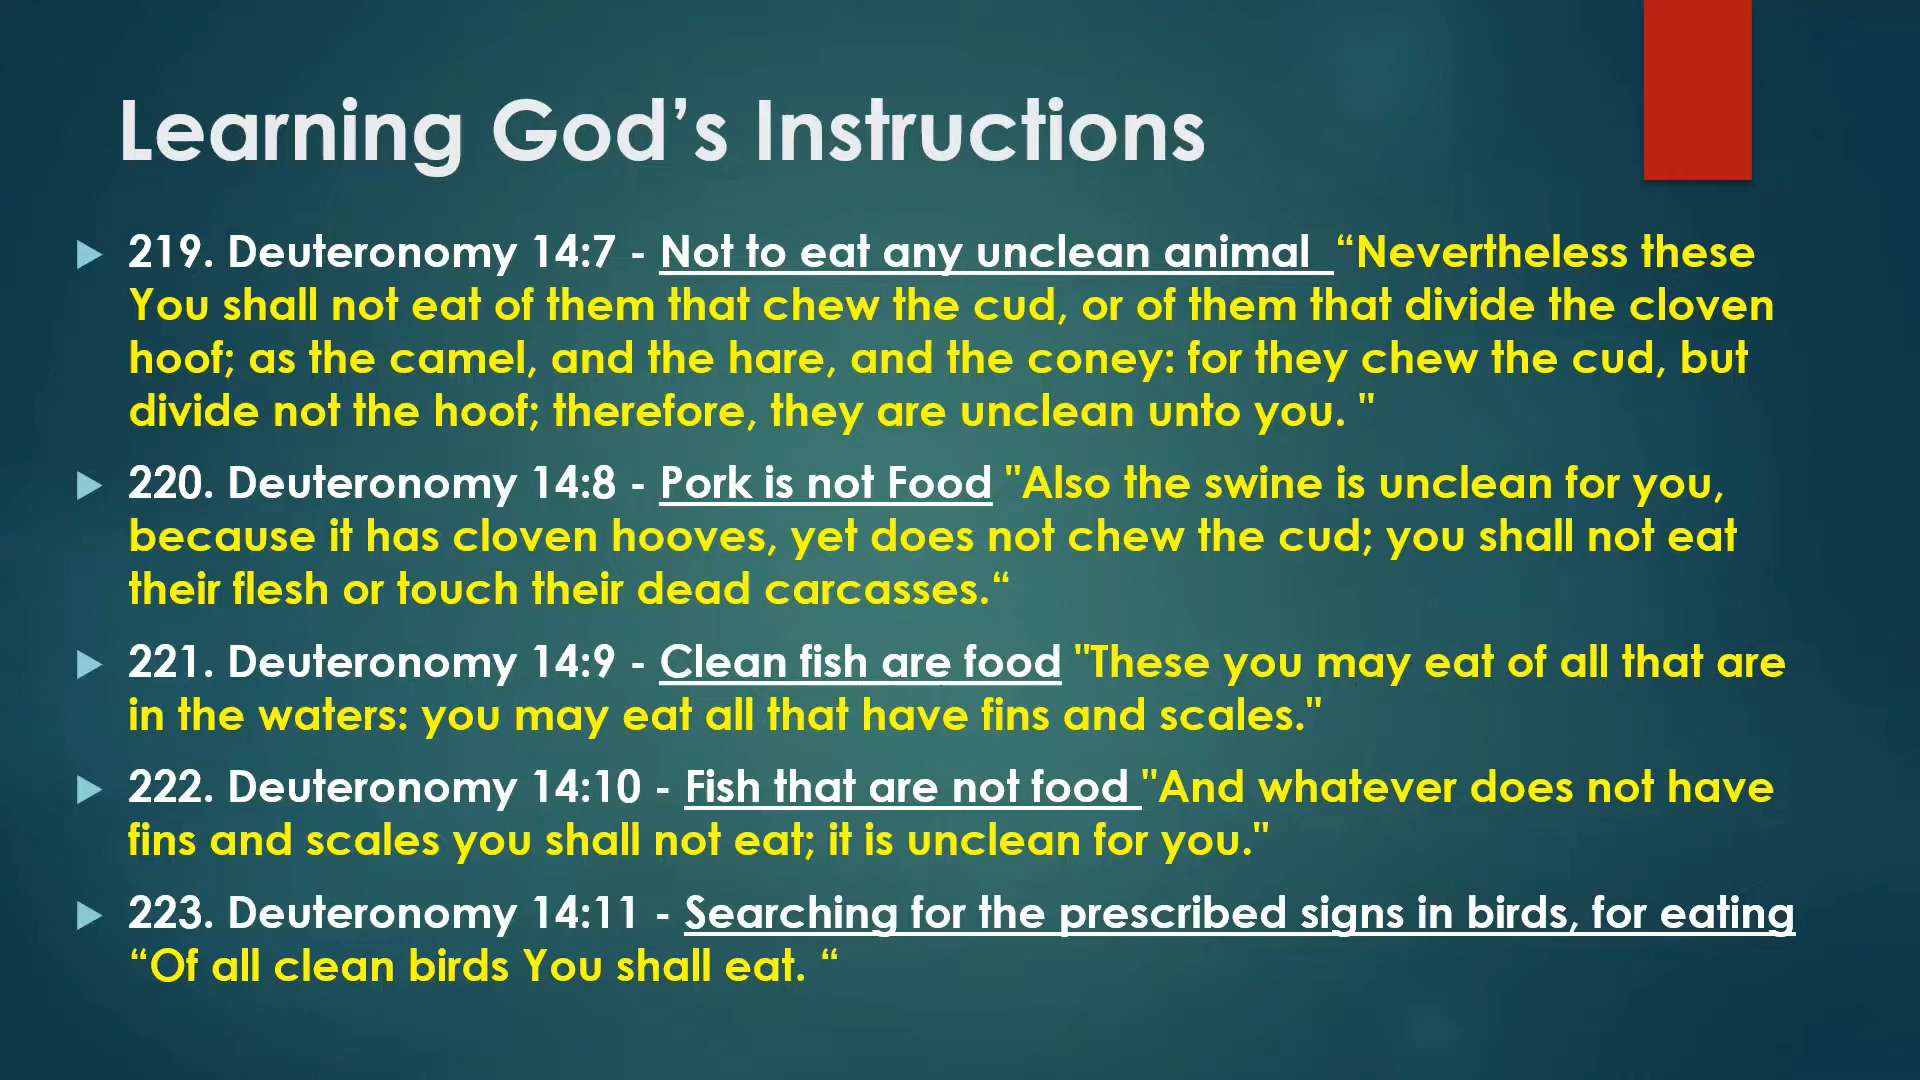 Learning God’s Instructions
219. Deuteronomy 14:7 - Not to eat any unclean animal “Nevertheless these
You shall not eat of them that chew the cud, or of them that divide the cloven
hoof; as the camel, and the hare, and the coney: for they chew the cud, but
divide not the hoof; therefore, they are unclean unto you. "
220. Deuteronomy 14:8 - Pork is not Food "Also the swine is unclean for you,
because it has cloven hooves, yet does not chew the cud; you shall not eat
their flesh or touch their dead carcasses.“
221. Deuteronomy 14:9 - Clean fish are food "These you may eat of all that are
in the waters: you may eat all that have fins and scales."
222. Deuteronomy 14:10 - Fish that are not food "And whatever does not have
fins and scales you shall not eat; it is unclean for you."
223. Deuteronomy 14:11 - Searching for the prescribed signs in birds, for eating
“Of all clean birds You shall eat. “